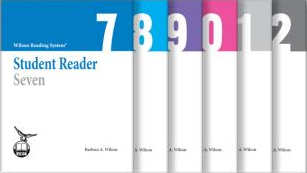 7 8 9 0 1 2
Wilson Reading System®
Student Reader
Seven
Barbara A. Wilson
A. Wilson
A. Wilson
A. Wilson
A. Wilson
A. Wilson